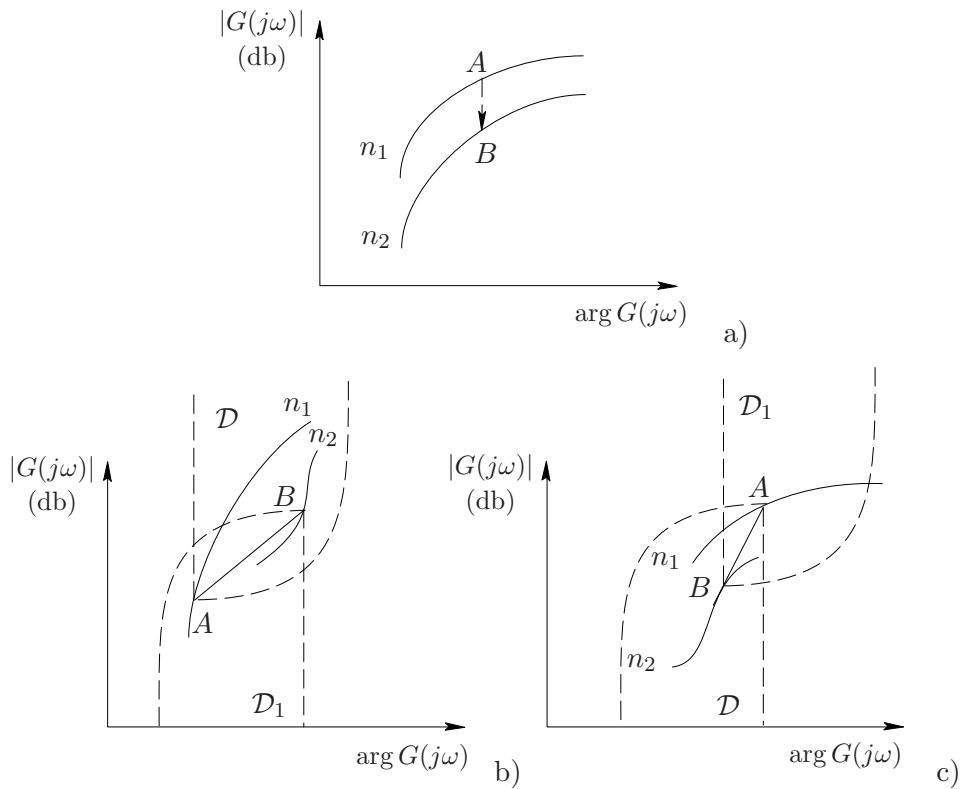 |G(jω)|
(db)
A
n₁
B
n₂
arg G(jω)
a)
𝒟
n₁
n₂
|G(jω)|
(db)
B
A
𝒟₁
arg G(jω)
b)
𝒟₁
|G(jω)|
(db)
A
n₁
B
n₂
𝒟
arg G(jω)
c)